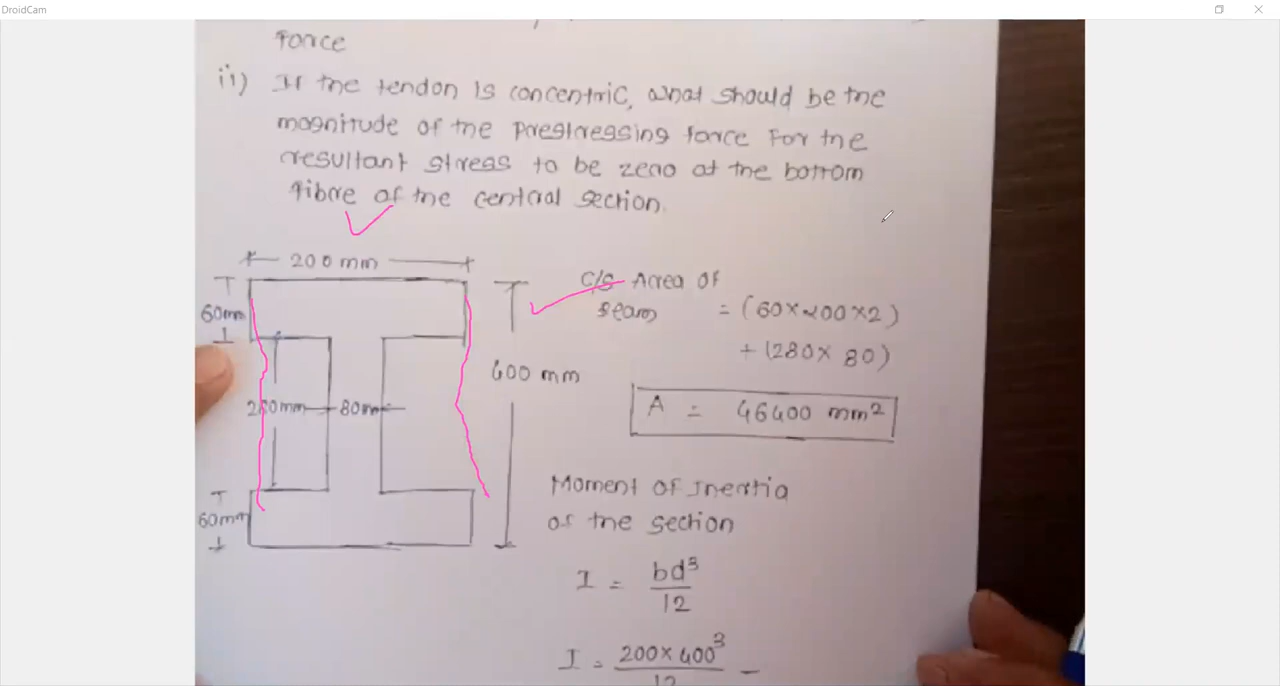 DroidCam
force
ii) If the tendon is concentric, what should be the
magnitude of the prestressing force for the
resultant stress to be zero at the bottom
fibre of the central section.
200 mm
60mm
C/S Area of
beam = (60×200×2)
+ (280× 80)
400 mm
280mm 80mm
A = 46400 mm²
Moment of Inertia
of the section
60mm
I = bd³/12
I = 200×400³/12 –